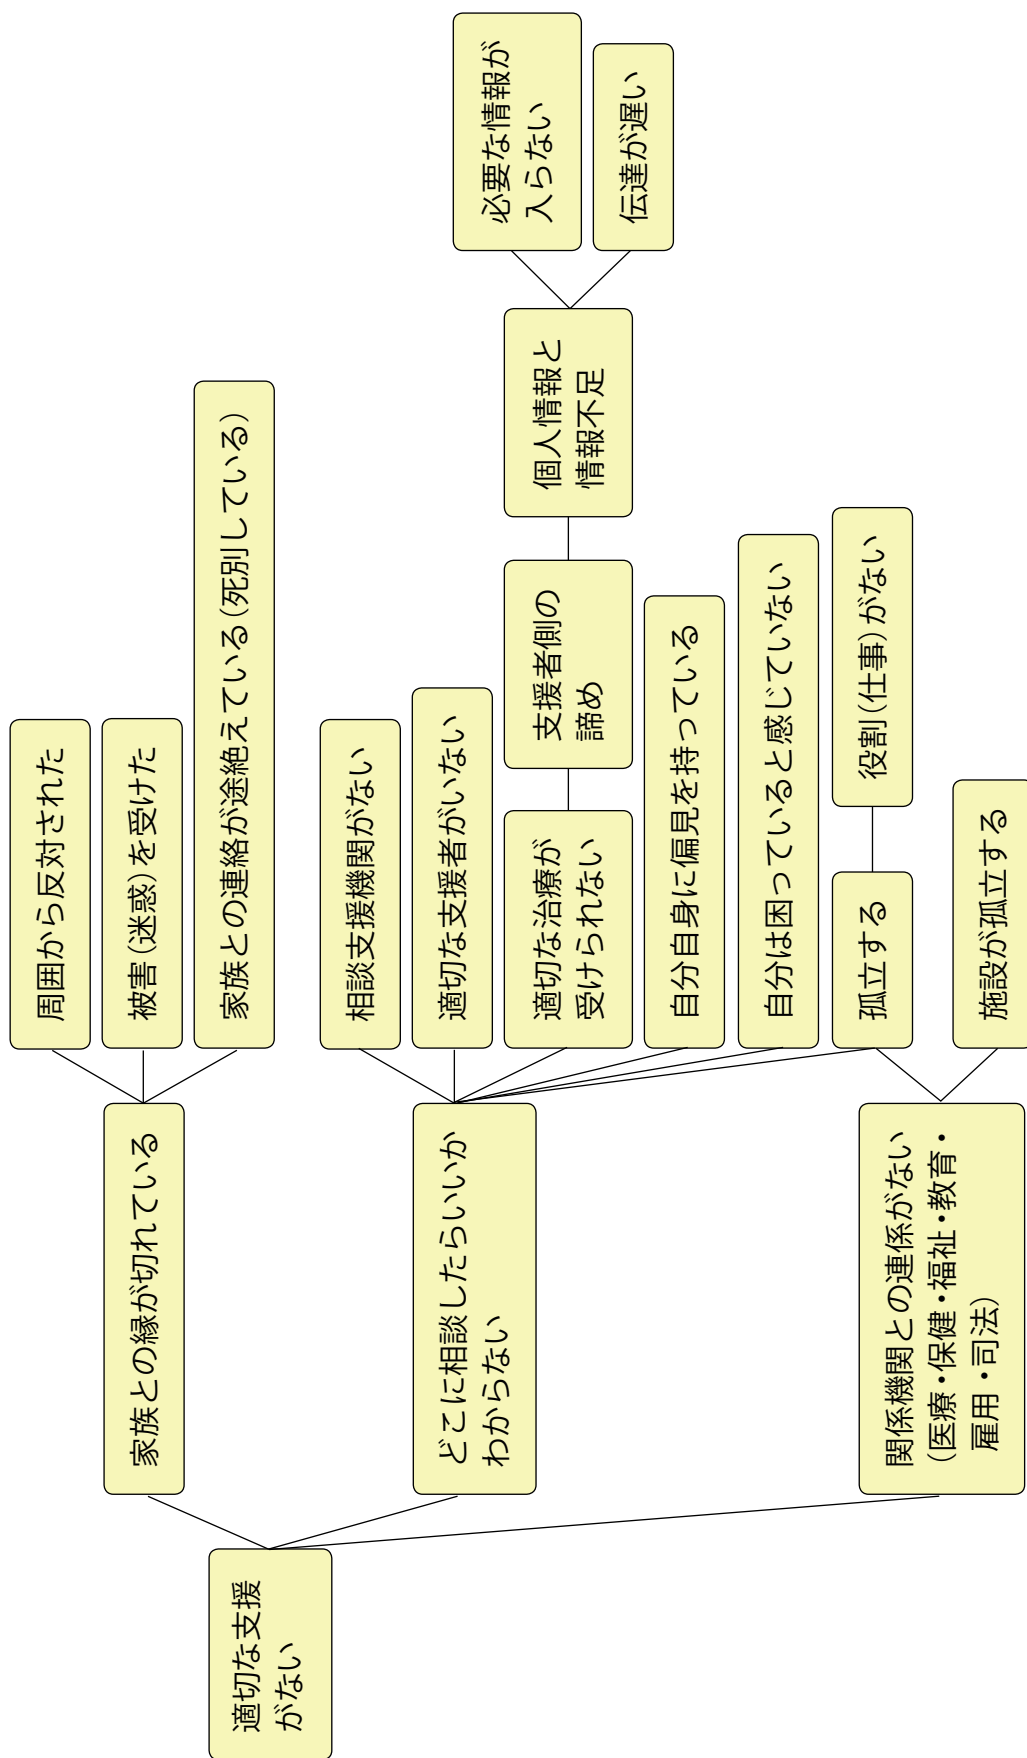 適切な支援
がない
家族との縁が切れている
周囲から反対された
被害(迷惑)を受けた
家族との連絡が途絶えている(死別している)
どこに相談したらいいか
わからない
相談支援機関がない
適切な支援者がいない
適切な治療が
受けられない
支援者側の
諦め
個人情報と
情報不足
必要な情報が
入らない
伝達が遅い
自分自身に偏見を持っている
自分は困っていると感じていない
孤立する
役割(仕事)がない
関係機関との連係がない
(医療・保健・福祉・教育・
雇用・司法)
施設が孤立する